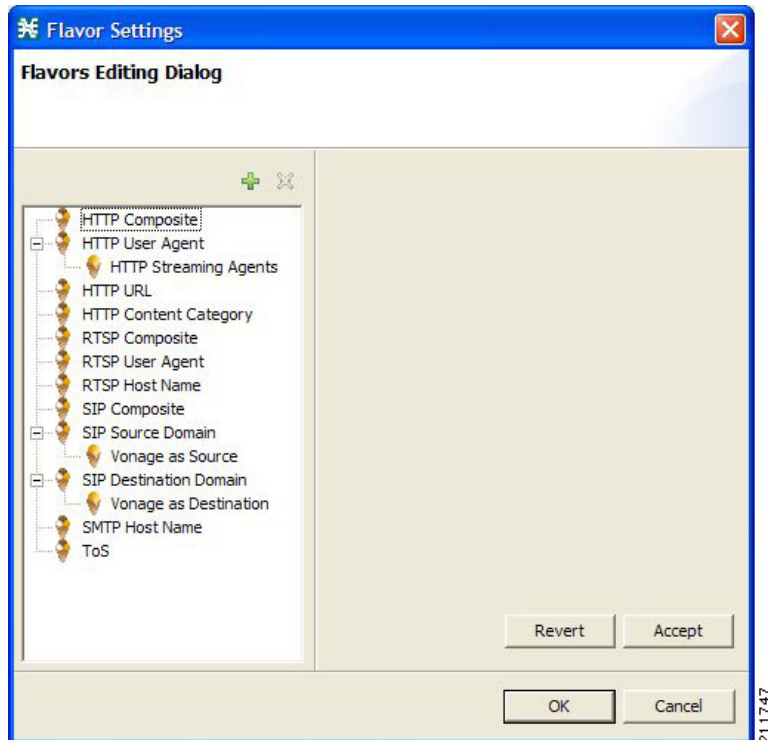 Flavor Settings
Flavors Editing Dialog
HTTP Composite
HTTP User Agent
HTTP Streaming Agents
HTTP URL
HTTP Content Category
RTSP Composite
RTSP User Agent
RTSP Host Name
SIP Composite
SIP Source Domain
Vonage as Source
SIP Destination Domain
Vonage as Destination
SMTP Host Name
ToS
Revert Accept
OK Cancel
211747